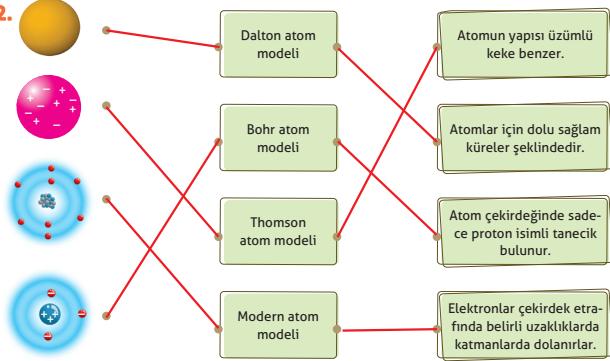 2.
Dalton atom
modeli
Atomun yapısı üzümlü
keke benzer.
Bohr atom
modeli
Atomlar için dolu sağlam
küreler şeklindedir.
Thomson
atom modeli
Atom çekirdeğinde sade-
ce proton isimli tanecik
bulunur.
Modern atom
modeli
Elektronlar çekirdek etra-
fında belirli uzaklıklarda
katmanlarda dolanırlar.